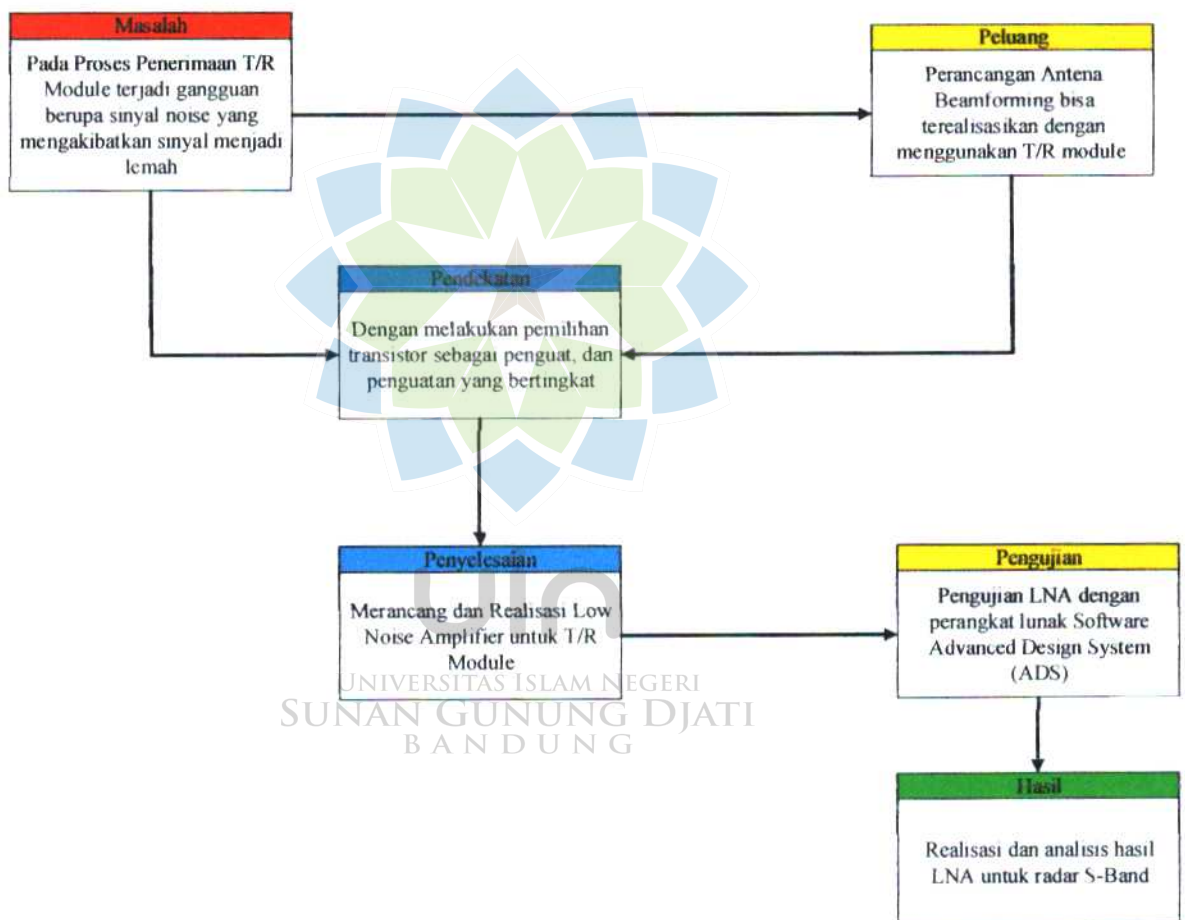 Masalah
Pada Proses Penerimaan T/R
Module terjadi gangguan
berupa sinyal noise yang
mengakibatkan sinyal menjadi
lemah
Peluang
Perancangan Antena
Beamforming bisa
terealisasikan dengan
menggunakan T/R module
Pendekatan
Dengan melakukan pemilihan
transistor sebagai penguat, dan
penguatan yang bertingkat
Penyelesaian
Merancang dan Realisasi Low
Noise Amplifier untuk T/R
Module
Pengujian
Pengujian LNA dengan
perangkat lunak Software
Advanced Design System
(ADS)
Hasil
Realisasi dan analisis hasil
LNA untuk radar S-Band
uin
UNIVERSITAS ISLAM NEGERI
SUNAN GUNUNG DJATI
BANDUNG